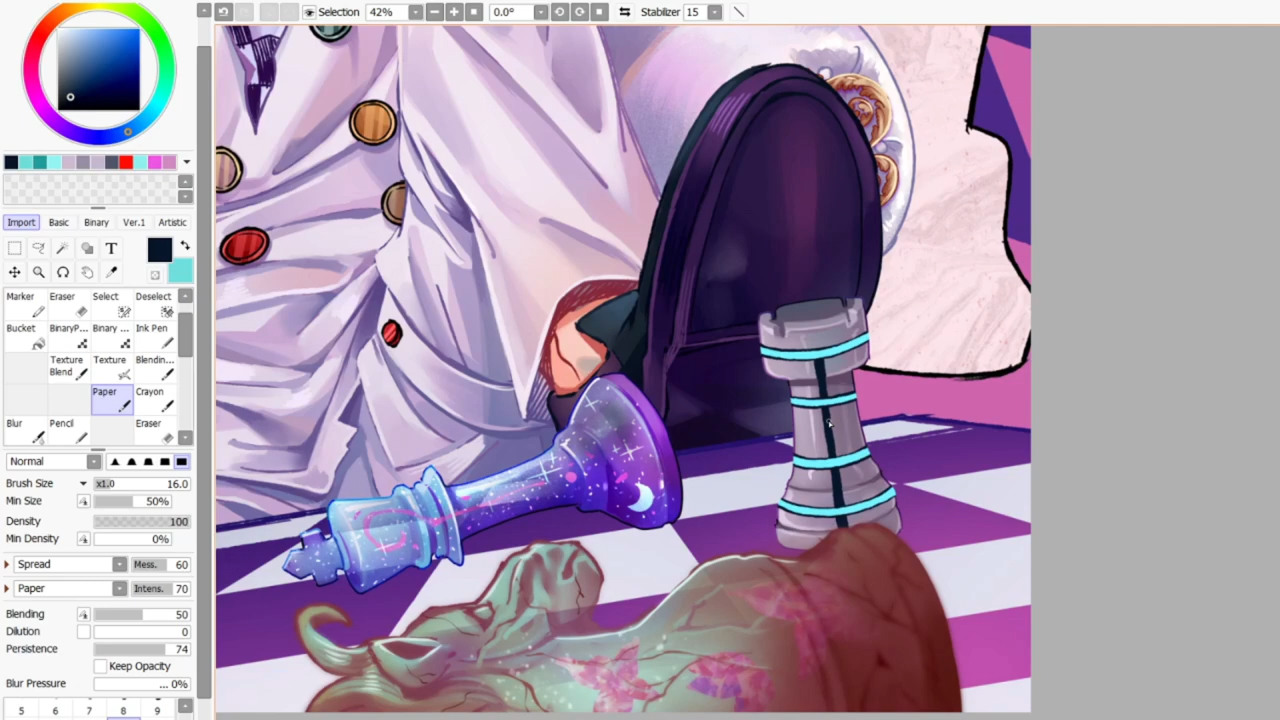 Selection 42% 0.0° Stabilizer 15
Import Basic Binary Ver.1 Artistic
T
Marker Eraser Select Deselect
Bucket BinaryP... Binary ... Ink Pen
Texture Blend Texture Blendin...
Paper Crayon
Blur Pencil Eraser
Normal
Brush Size x1.0 16.0
Min Size 50%
Density 100
Min Density 0%
Spread Mess. 60
Paper Intens. 70
Blending 50
Dilution 0
Persistence 74
Keep Opacity
Blur Pressure ... 0%
5 6 7 8 9